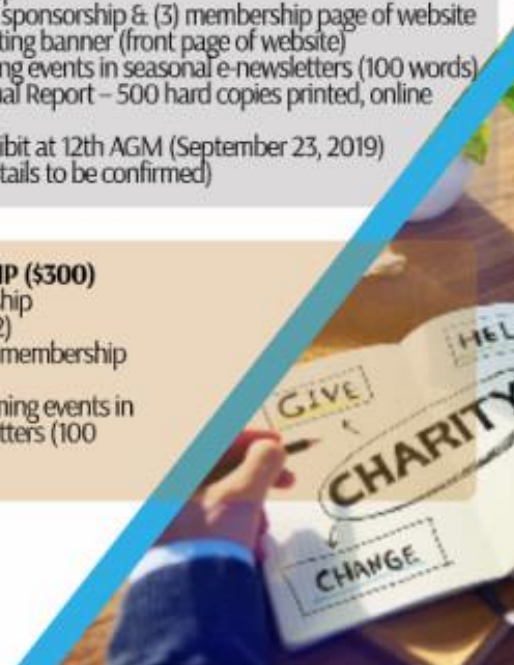 sponsorship & (3) membership page of website
ting banner (front page of website)
ng events in seasonal e-newsletters (100 words)
al Report – 500 hard copies printed, online
ibit at 12th AGM (September 23, 2019)
tails to be confirmed)
IP ($300)
hip
2)
membership
ning events in
tters (100
HEL
GIVE
CHARITY
CHANGE